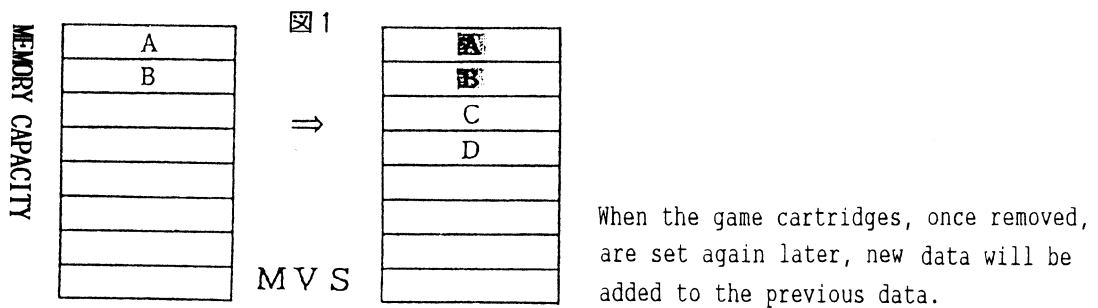 図1
MEMORY CAPACITY
A
B
⇒
A
B
C
D
MVS
When the game cartridges, once removed,
are set again later, new data will be
added to the previous data.